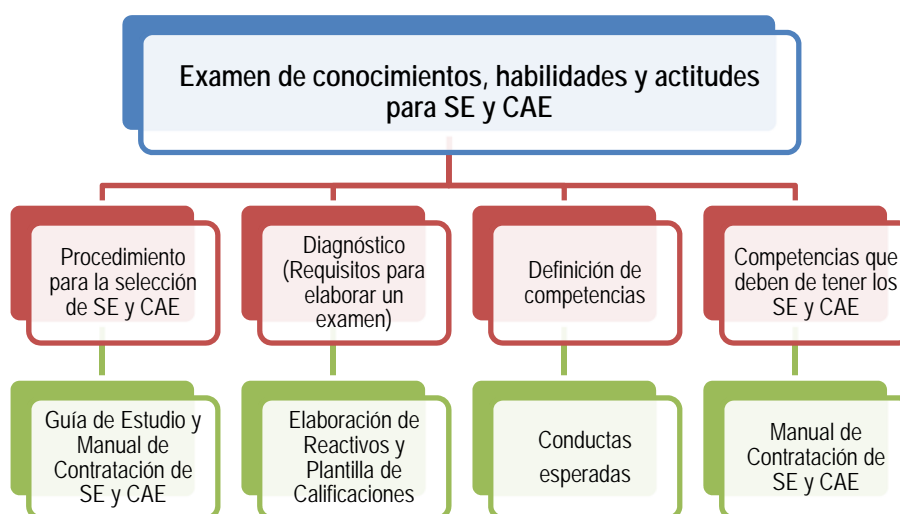 Examen de conocimientos, habilidades y actitudes
para SE y CAE
Procedimiento
para la selección
de SE y CAE
Diagnóstico
(Requisitos para
elaborar un
examen)
Definición de
competencias
Competencias que
deben de tener los
SE y CAE
Guía de Estudio y
Manual de
Contratación de
SE y CAE
Elaboración de
Reactivos y
Plantilla de
Calificaciones
Conductas
esperadas
Manual de
Contratación de
SE y CAE